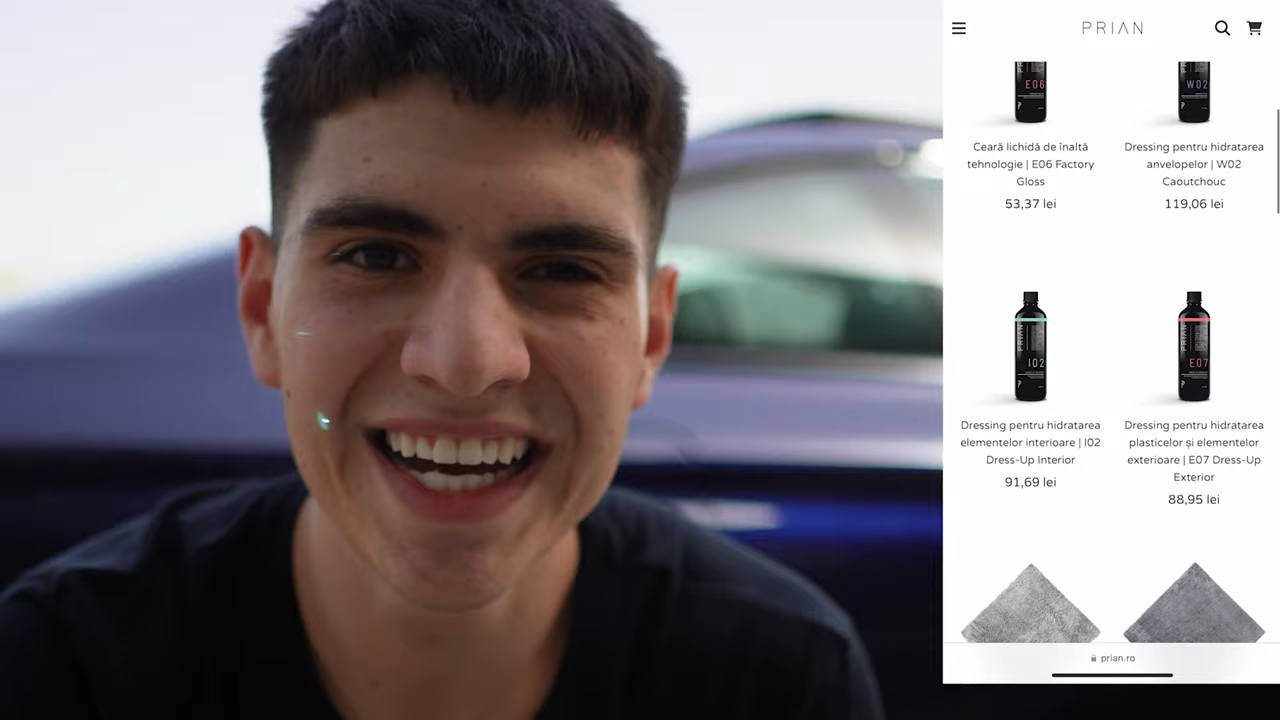 PRIAN
E06
W02
Ceară lichidă de înaltă
tehnologie | E06 Factory
Gloss
53,37 lei
Dressing pentru hidratarea
anvelopelor | W02
Caoutchouc
119,06 lei
PRIAN
I02
PRIAN
E07
Dressing pentru hidratarea
elementelor interioare | I02
Dress-Up Interior
91,69 lei
Dressing pentru hidratarea
plasticelor și elementelor
exterioare | E07 Dress-Up
Exterior
88,95 lei
prian.ro